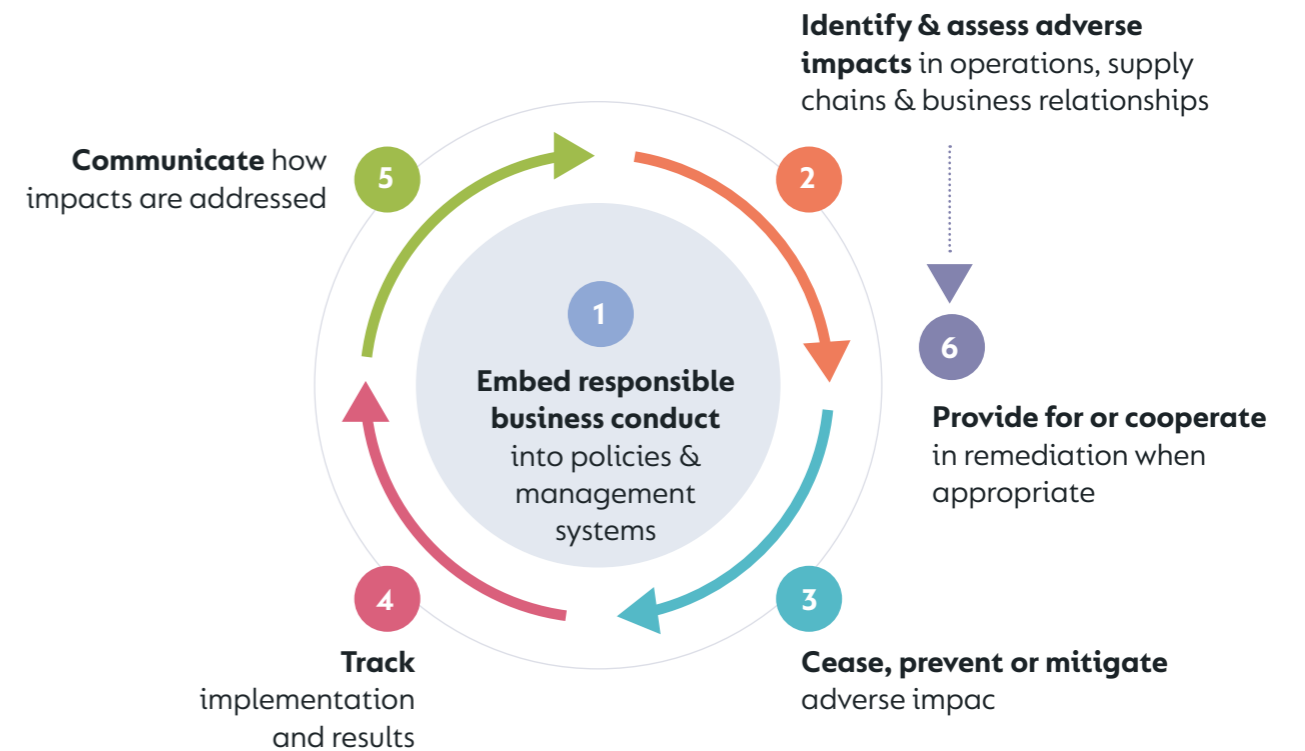 Identify & assess adverse
impacts in operations, supply
chains & business relationships
2
Communicate how
impacts are addressed
5
1
Embed responsible
business conduct
into policies &
management
systems
6
Provide for or cooperate
in remediation when
appropriate
4
Track
implementation
and results
3
Cease, prevent or mitigate
adverse impac